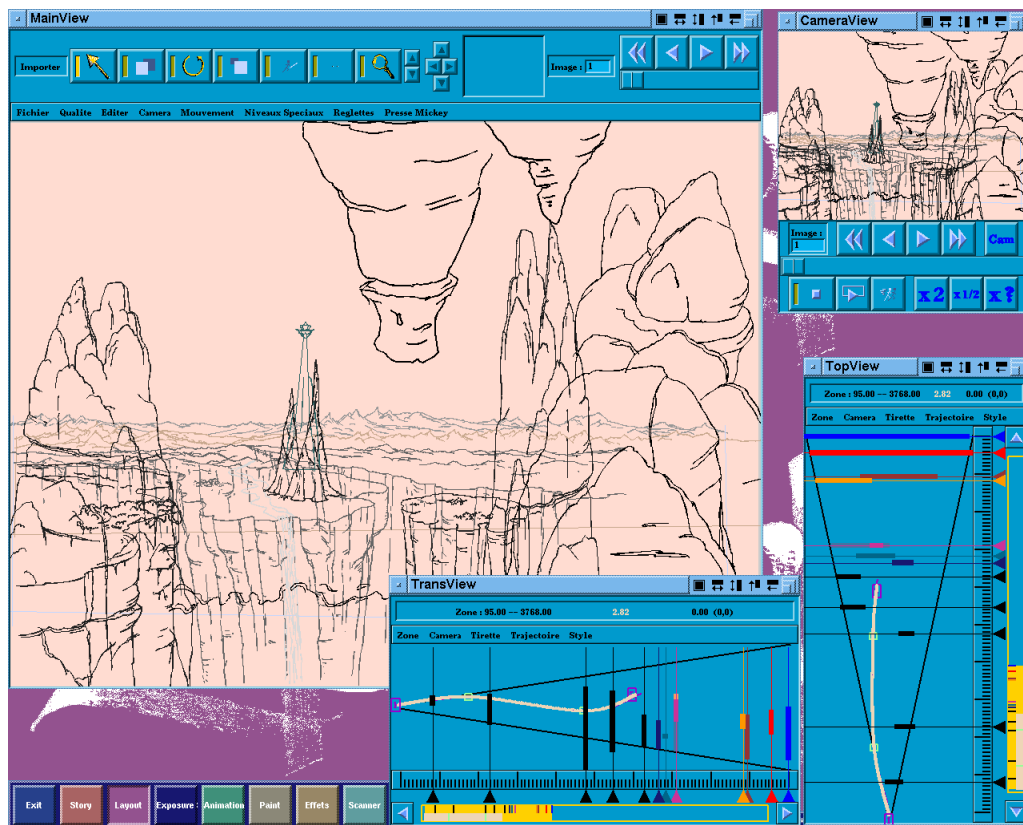 MainView
Importer
Image : 1
Fichier Qualite Editer Camera Mouvement Niveaux Speciaux Reglettes Presse Mickey
CameraView
Image :
1
Cam
x 2 x 1/2 x ?
TopView
Zone : 95.00 -- 3768.00 2.82 0.00 (0,0)
Zone Camera Tirette Trajectoire Style
TransView
Zone : 95.00 -- 3768.00 2.82 0.00 (0,0)
Zone Camera Tirette Trajectoire Style
Exit Story Layout Exposure : Animation Paint Effets Scanner